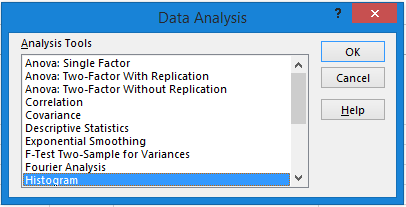 Data Analysis
?
Analysis Tools
Anova: Single Factor
Anova: Two-Factor With Replication
Anova: Two-Factor Without Replication
Correlation
Covariance
Descriptive Statistics
Exponential Smoothing
F-Test Two-Sample for Variances
Fourier Analysis
Histogram
OK
Cancel
Help